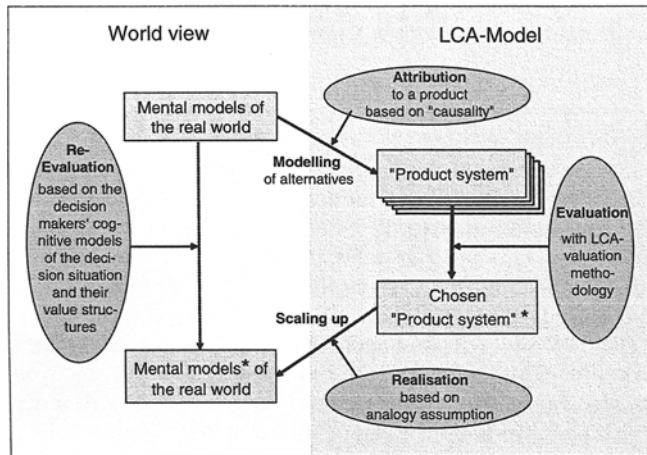 World view
LCA-Model
Attribution
to a product
based on "causality"
Mental models of
the real world
Re-
Evaluation
based on the
decision
makers' cog-
nitive models
of the deci-
sion situation
and their
value struc-
tures
Modelling
of alternatives
"Product system"
Evaluation
with LCA-
valuation
metho-
dology
Chosen
"Product system" *
Scaling up
Mental models* of
the real world
Realisation
based on
analogy assumption